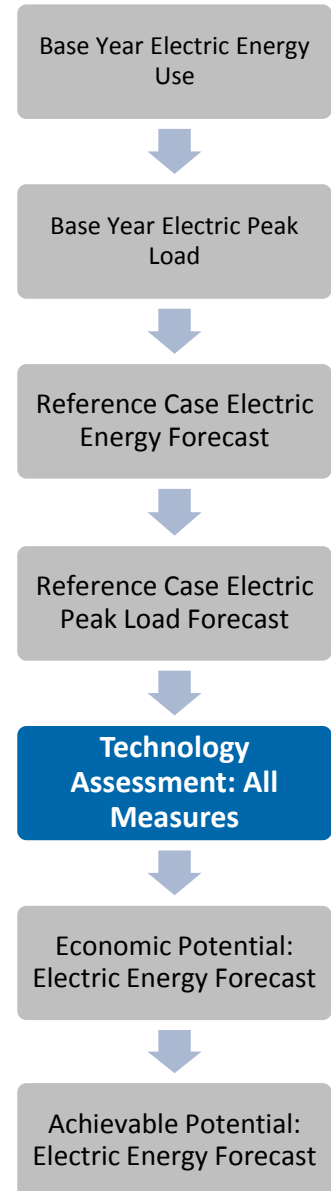 Base Year Electric Energy
Use
Base Year Electric Peak
Load
Reference Case Electric
Energy Forecast
Reference Case Electric
Peak Load Forecast
Technology
Assessment: All
Measures
Economic Potential:
Electric Energy Forecast
Achievable Potential:
Electric Energy Forecast